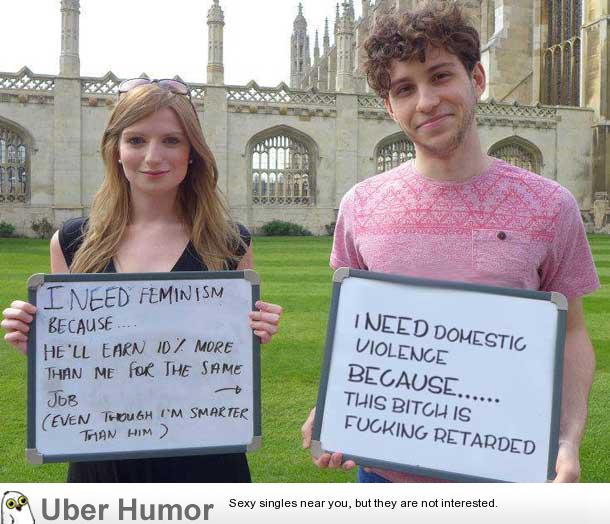 I NEED FEMINISM
BECAUSE....
HE'LL EARN 10% MORE
THAN ME FOR THE SAME
JOB →
(EVEN THOUGH I'M SMARTER
THAN HIM)
I NEED DOMESTIC
VIOLENCE
BECAUSE......
THIS BITCH IS
FUCKING RETARDED
Uber Humor
Sexy singles near you, but they are not interested.